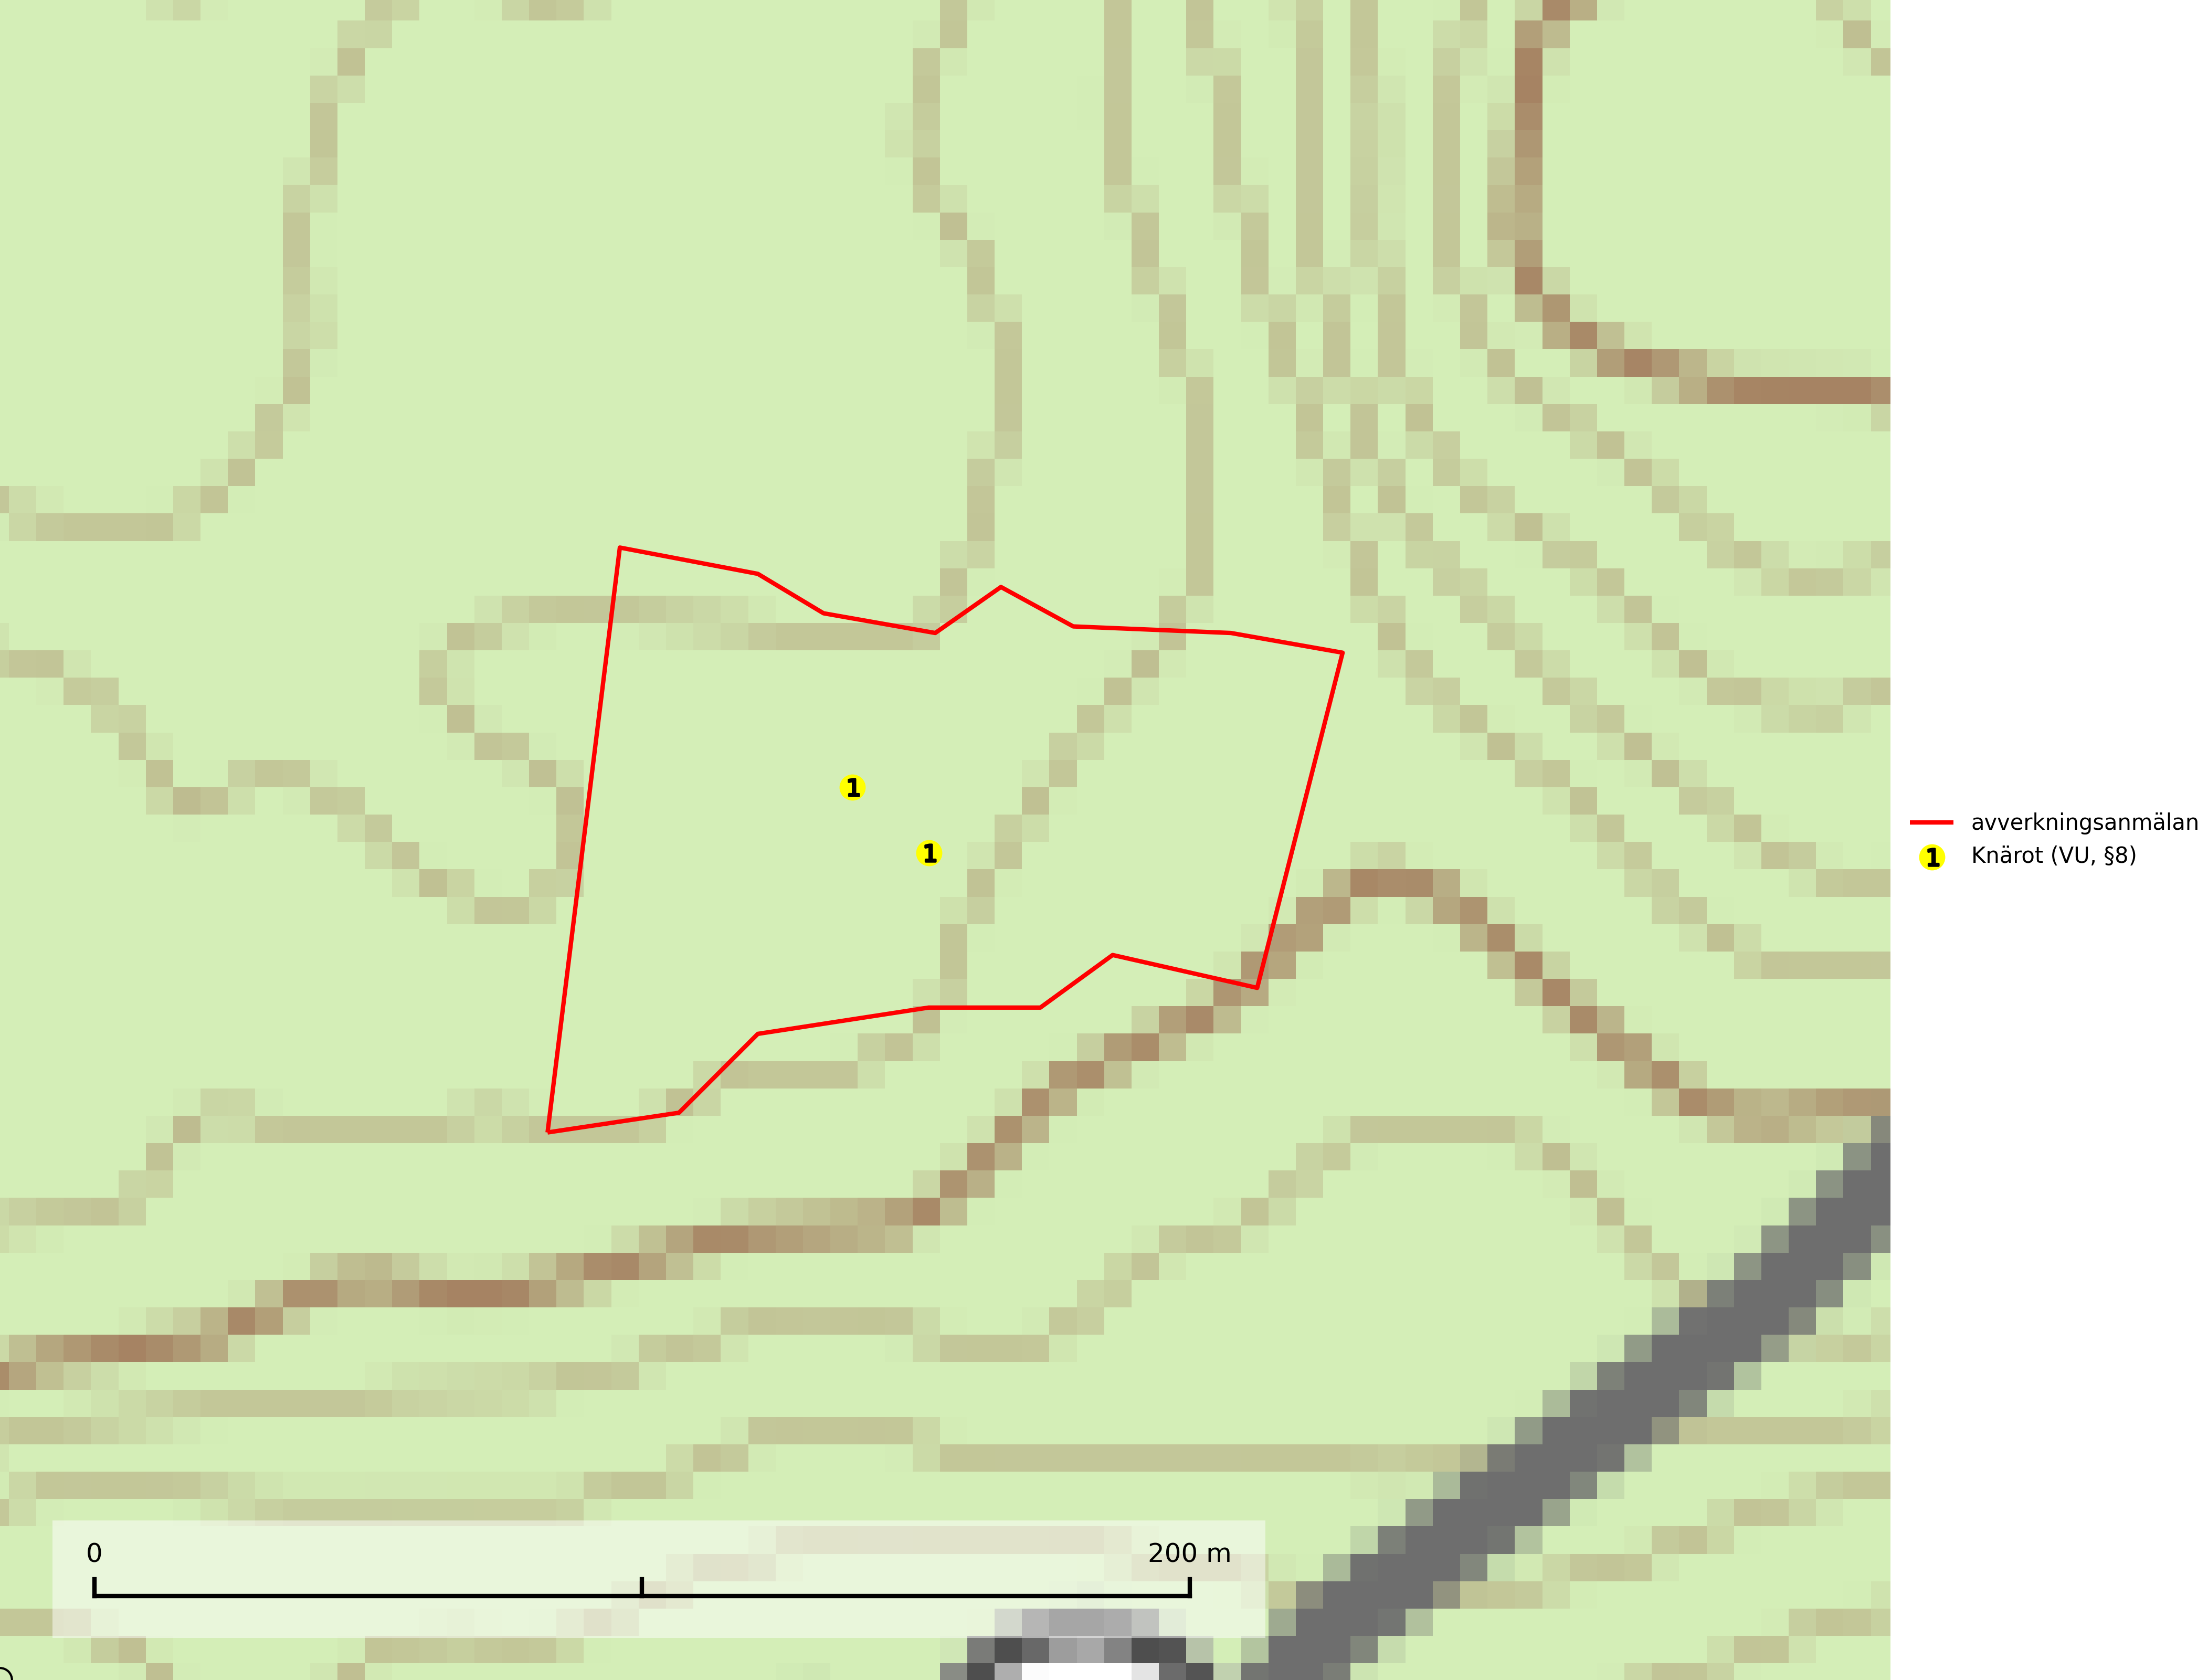 1
1
avverkningsanmälan
1 Knärot (VU, §8)
0 200 m